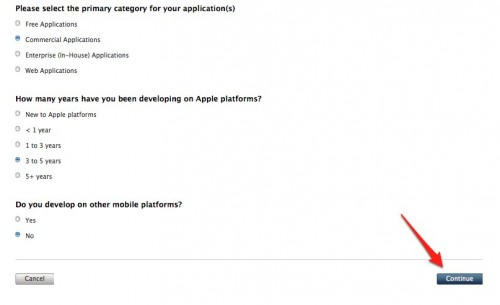 Please select the primary category for your application(s)
Free Applications
Commercial Applications
Enterprise (In-House) Applications
Web Applications
How many years have you been developing on Apple platforms?
New to Apple platforms
< 1 year
1 to 3 years
3 to 5 years
5+ years
Do you develop on other mobile platforms?
Yes
No
Cancel
Continue